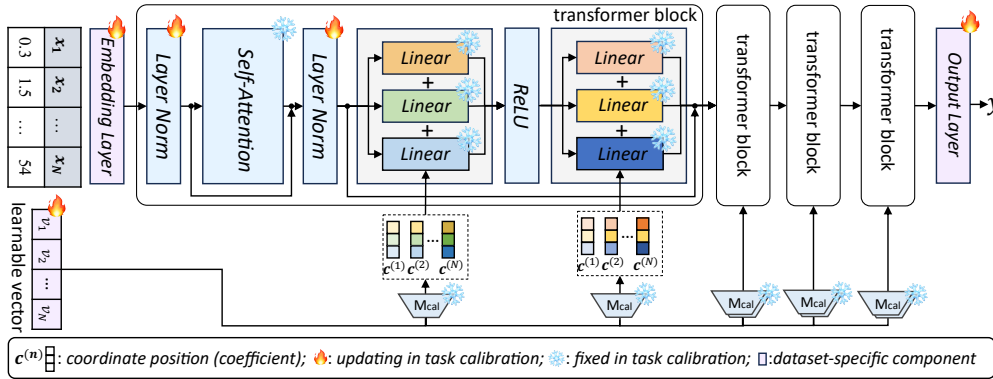 transformer block
x₁ 0.3
x₂ 1.5
... ...
x_N 54
Embedding Layer
Layer Norm
Self-Attention
Layer Norm
Linear
+
Linear
+
Linear
ReLU
Linear
+
Linear
+
Linear
transformer block
transformer block
transformer block
Output Layer
y
learnable vector
v₁
v₂
...
v_N
c⁽¹⁾ c⁽²⁾ ... c⁽ᴺ⁾
c⁽¹⁾ c⁽²⁾ ... c⁽ᴺ⁾
Mcal
Mcal
Mcal
Mcal
Mcal
c⁽ⁿ⁾ : coordinate position (coefficient); 🔥: updating in task calibration; ❄: fixed in task calibration; :dataset-specific component